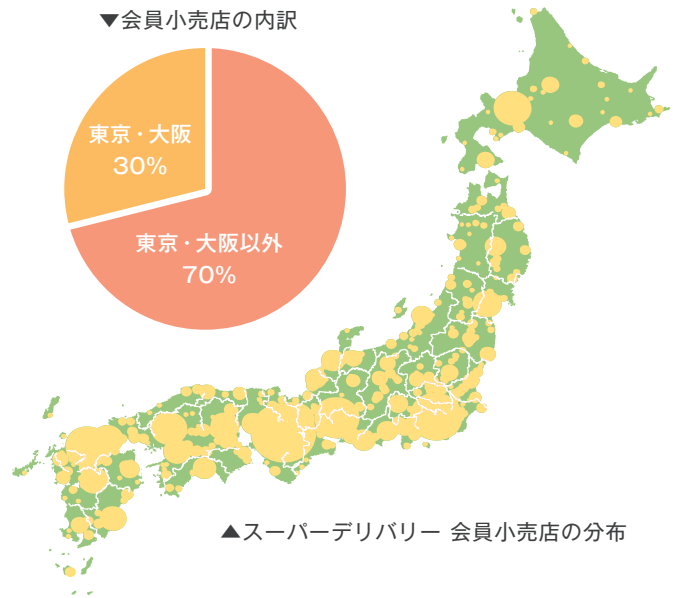 ▼会員小売店の内訳
東京・大阪
30%
東京・大阪以外
70%
▲スーパーデリバリー 会員小売店の分布